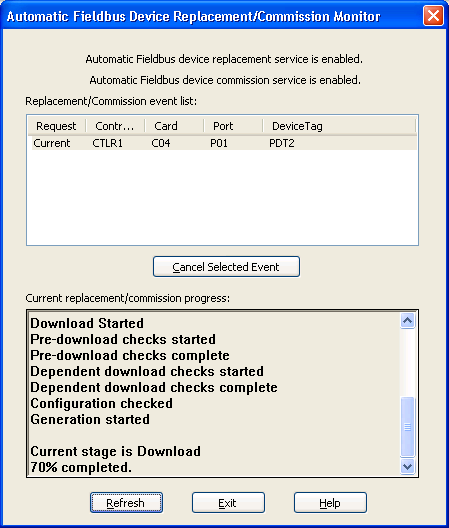 Automatic Fieldbus Device Replacement/Commission Monitor
Automatic Fieldbus device replacement service is enabled.
Automatic Fieldbus device commission service is enabled.
Replacement/Commission event list:
Request Contr... Card Port DeviceTag
Current CTLR1 C04 P01 PDT2
Cancel Selected Event
Current replacement/commission progress:
Download Started
Pre-download checks started
Pre-download checks complete
Dependent download checks started
Dependent download checks complete
Configuration checked
Generation started
Current stage is Download
70% completed.
Refresh Exit Help